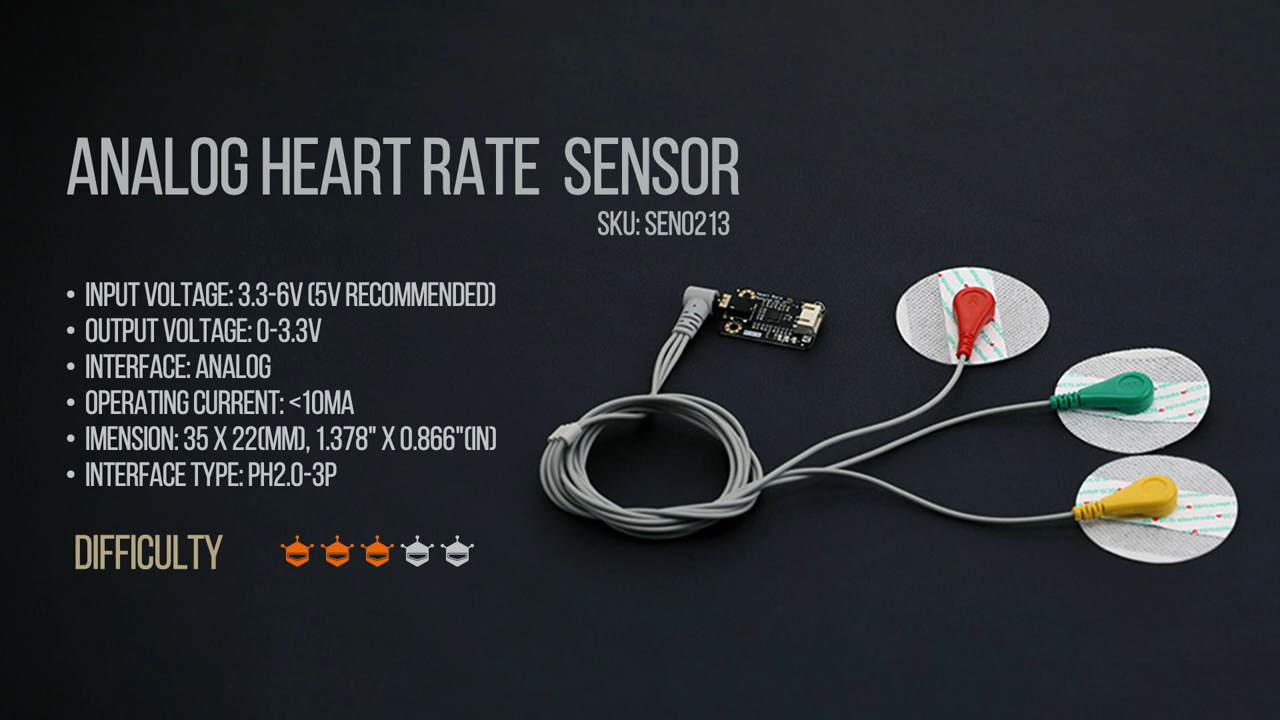 ANALOG HEART RATE SENSOR
SKU: SEN0213
• INPUT VOLTAGE: 3.3-6V (5V RECOMMENDED)
• OUTPUT VOLTAGE: 0-3.3V
• INTERFACE: ANALOG
• OPERATING CURRENT: <10MA
• IMENSION: 35 X 22(MM), 1.378" X 0.866"(IN)
• INTERFACE TYPE: PH2.0-3P
DIFFICULTY